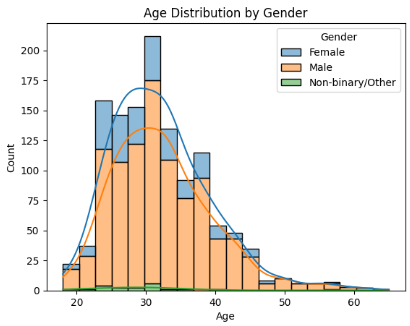 Age Distribution by Gender
Gender
Female
Male
Non-binary/Other
Count
200
175
150
125
100
75
50
25
0
20
30
40
50
60
Age